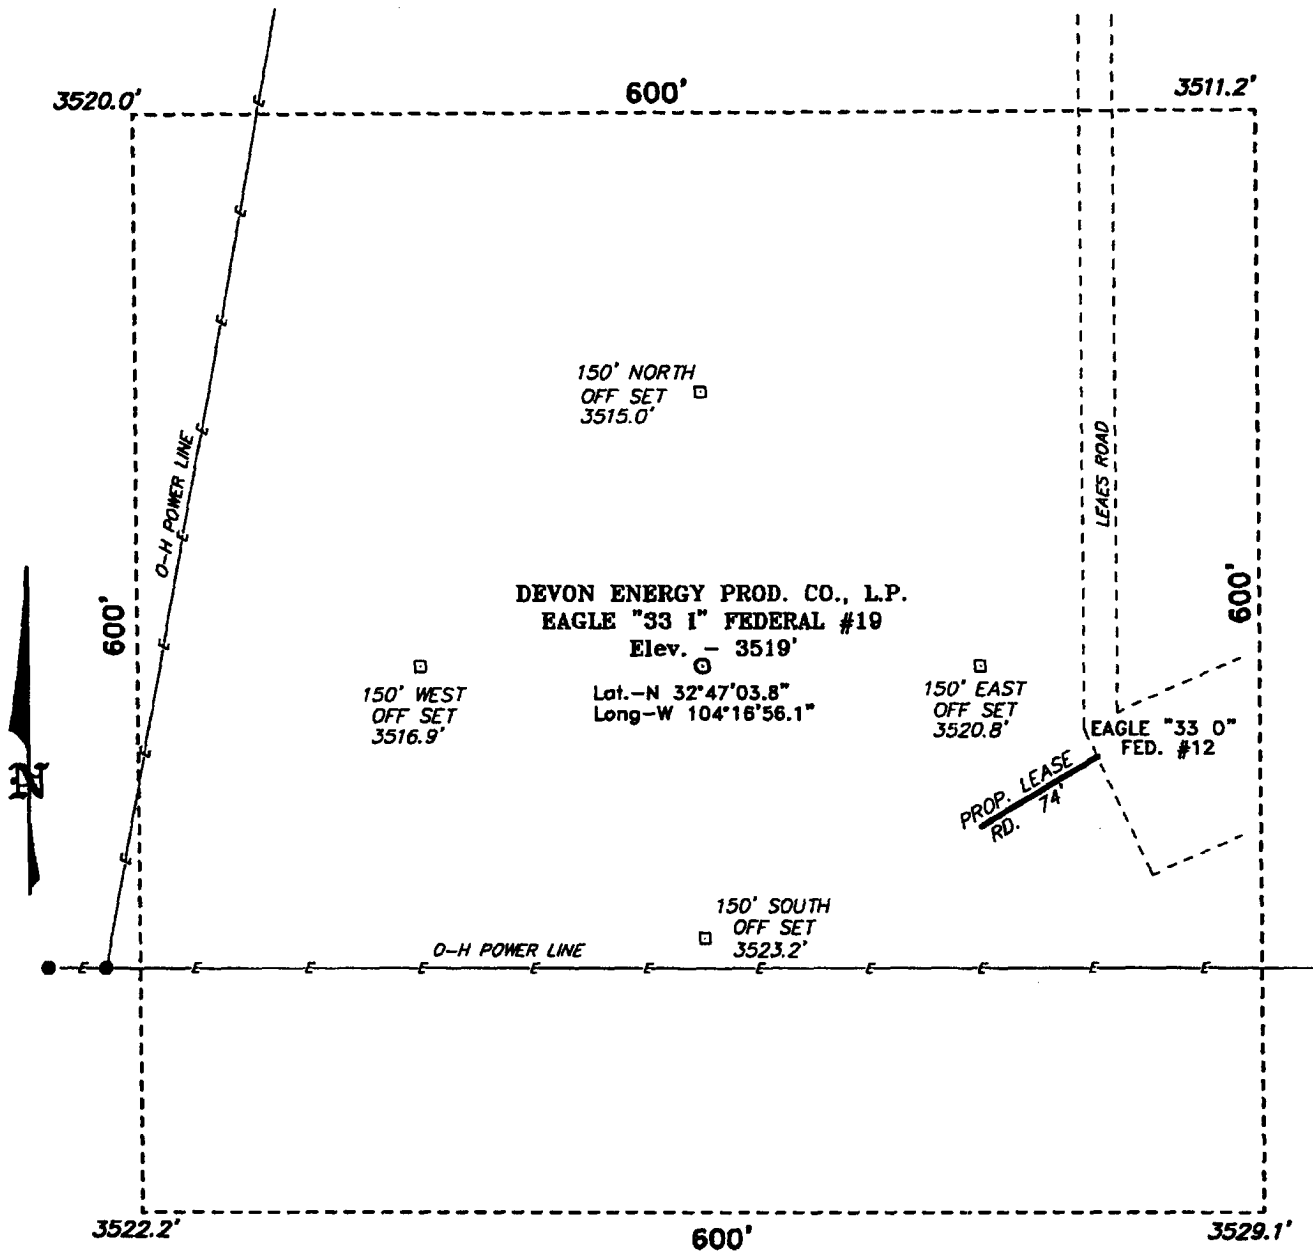 600'
3520.0'
3511.2'
150' NORTH
OFF SET
3515.0'
O-H POWER LINE
LEAES ROAD
600'
600'
DEVON ENERGY PROD. CO., L.P.
EAGLE "33 I" FEDERAL #19
Elev. - 3519'
Lat.-N 32°47'03.8"
Long-W 104°16'56.1"
150' WEST
OFF SET
3516.9'
150' EAST
OFF SET
3520.8'
EAGLE "33 O"
FED. #12
PROP. LEASE
RD. 74'
N
150' SOUTH
OFF SET
3523.2'
O-H POWER LINE
E E E E E E E E
E E E E E E E E E E E
3522.2'
600'
3529.1'